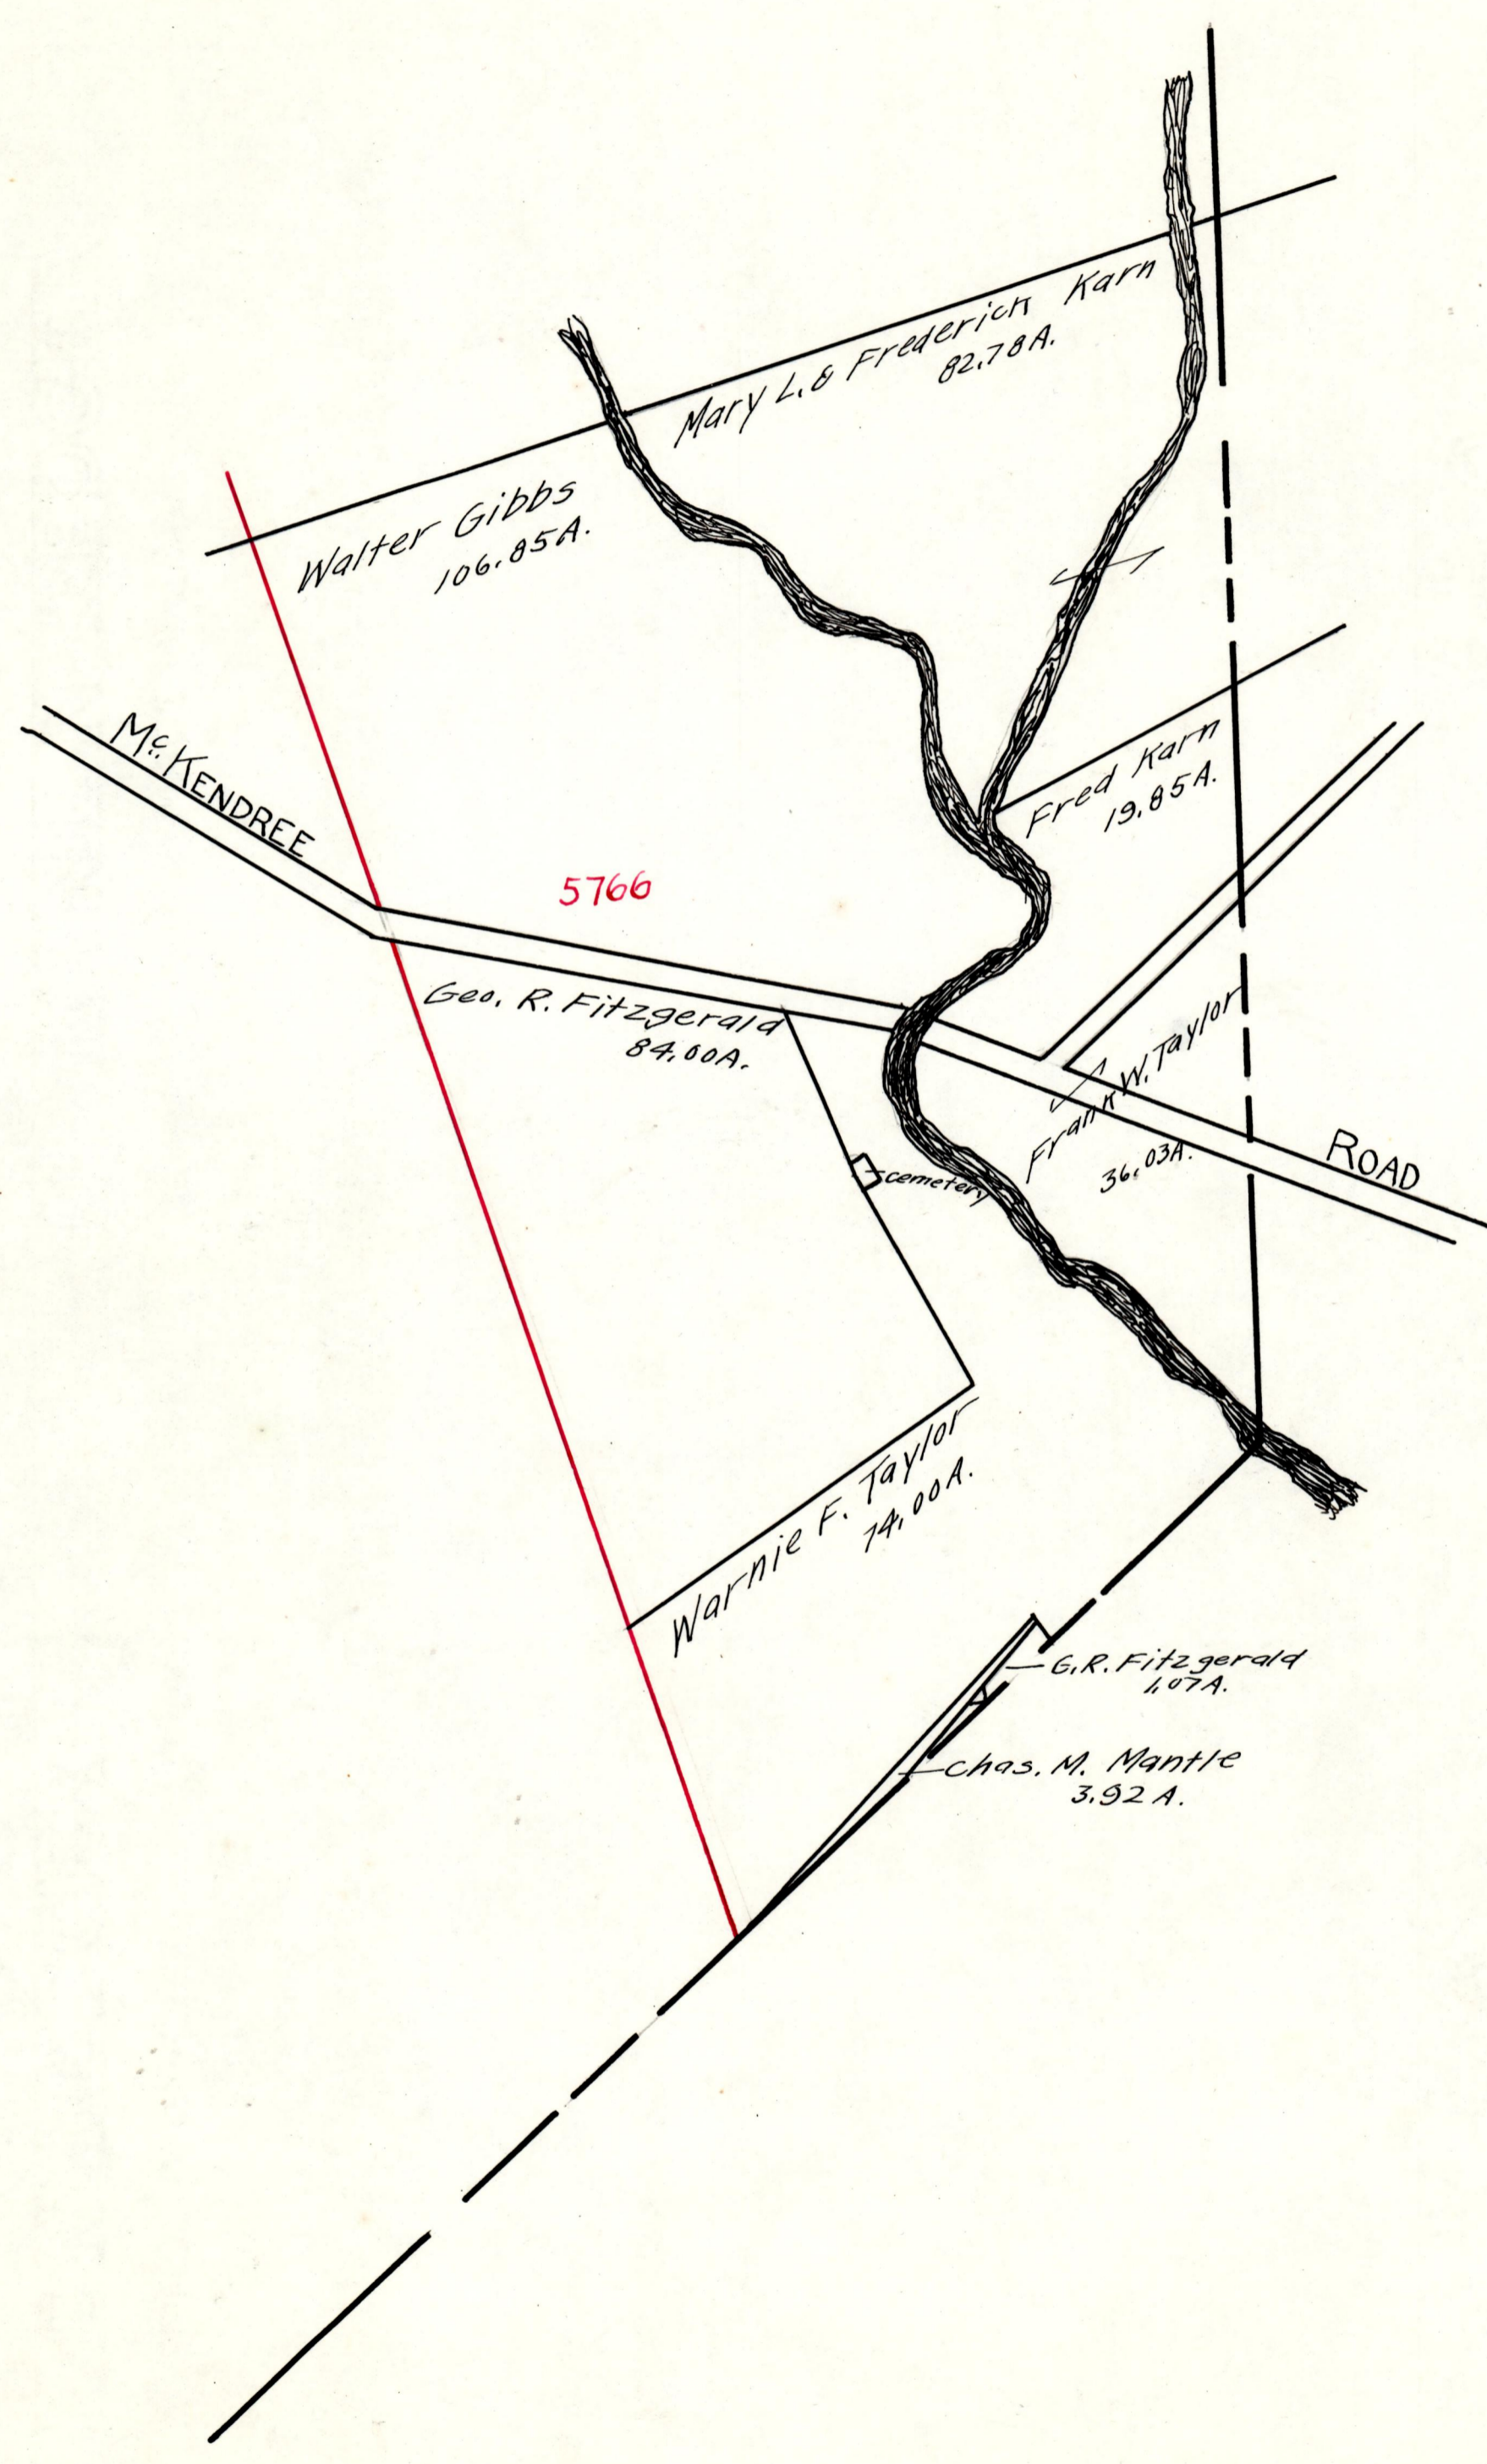 Mary L. & Frederick Karn
82.78A.
Walter Gibbs
106.85A.
McKENDREE
Fred Karn
19.85A.
5766
Geo. R. Fitzgerald
84.00A.
Frank W. Taylor
36.03A.
ROAD
cemetery
Warnie F. Taylor
74.00A.
G.R. Fitzgerald
1.07A.
Chas. M. Mantle
3.92A.